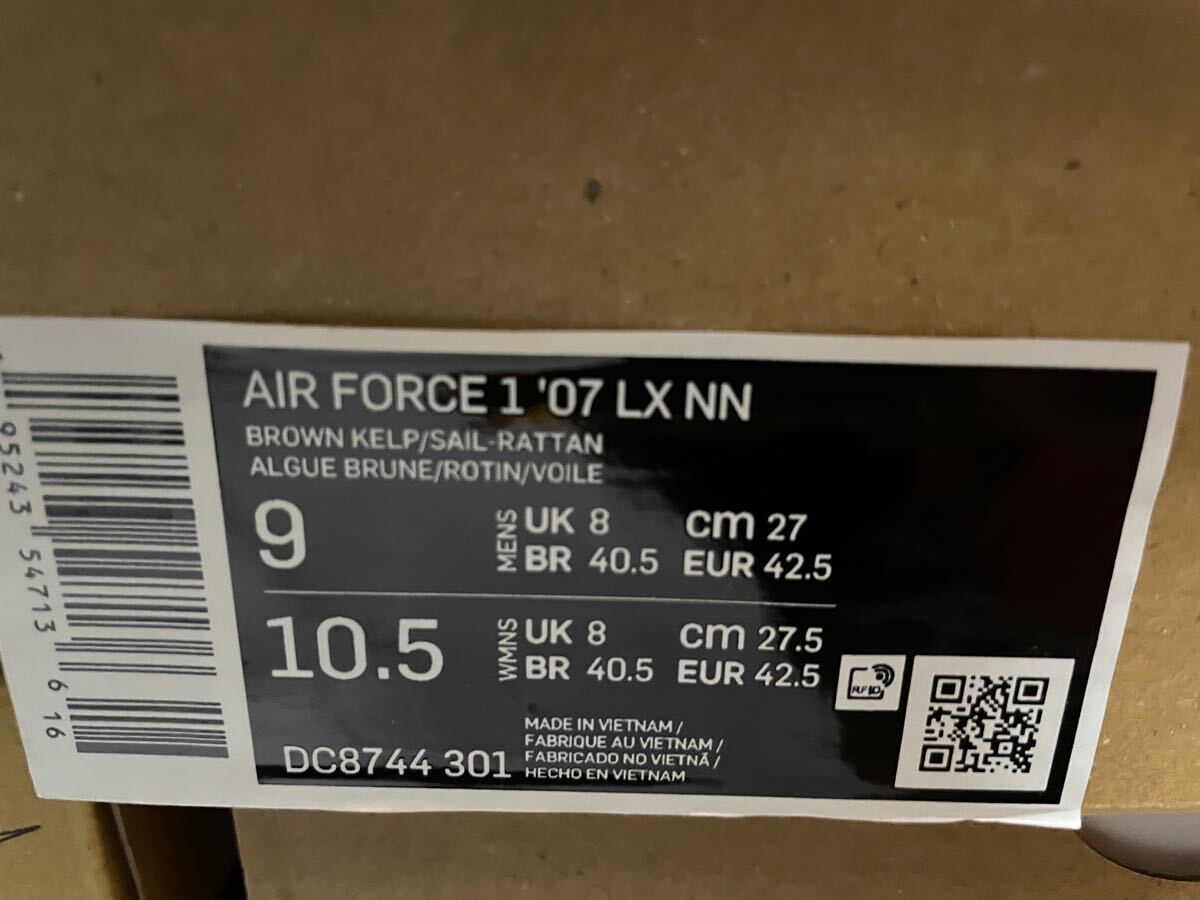 AIR FORCE 1 '07 LX NN
BROWN KELP/SAIL-RATTAN
ALGUE BRUNE/ROTIN/VOILE
9 MENS UK 8 cm 27
BR 40.5 EUR 42.5
10.5 WMNS UK 8 cm 27.5
BR 40.5 EUR 42.5
RFID
MADE IN VIETNAM /
FABRIQUE AU VIETNAM /
FABRICADO NO VIETNÃ /
HECHO EN VIETNAM
DC8744 301
95243 54713 6 16